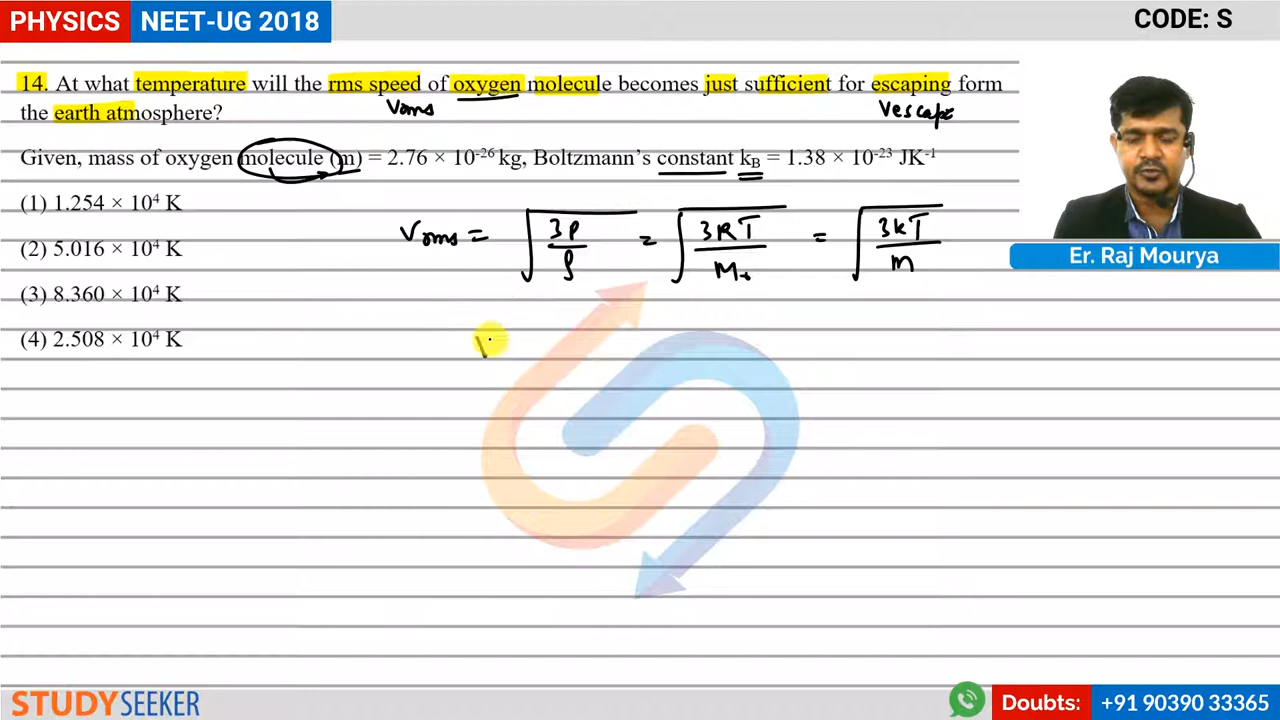 PHYSICS NEET-UG 2018 CODE: S
14. At what temperature will the rms speed of oxygen molecule becomes just sufficient for escaping form
the earth atmosphere?
Vrms Vescape
Given, mass of oxygen molecule (m) = 2.76 × 10⁻²⁶ kg, Boltzmann's constant k_B = 1.38 × 10⁻²³ JK⁻¹
(1) 1.254 × 10⁴ K
(2) 5.016 × 10⁴ K
(3) 8.360 × 10⁴ K
(4) 2.508 × 10⁴ K
Vrms = √(3P/ρ) = √(3RT/M) = √(3kT/m)
Er. Raj Mourya
STUDYSEEKER
Doubts: +91 90390 33365